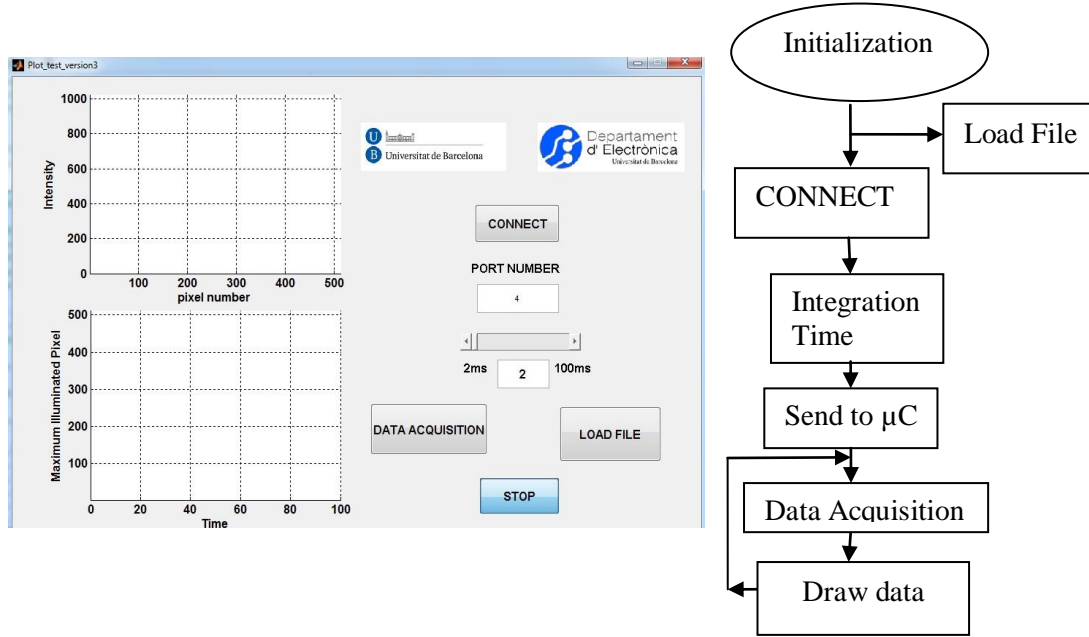 Plot_test_version3
1000
800
600
400
200
0
Intensity
100 200 300 400 500
pixel number
500
400
300
200
100
Maximum Illuminated Pixel
0 20 40 60 80 100
Time
U
B Universitat de Barcelona
Departament
d' Electrònica
Universitat de Barcelona
CONNECT
PORT NUMBER
4
2ms 2 100ms
DATA ACQUISITION
LOAD FILE
STOP
Initialization
Load File
CONNECT
Integration
Time
Send to µC
Data Acquisition
Draw data